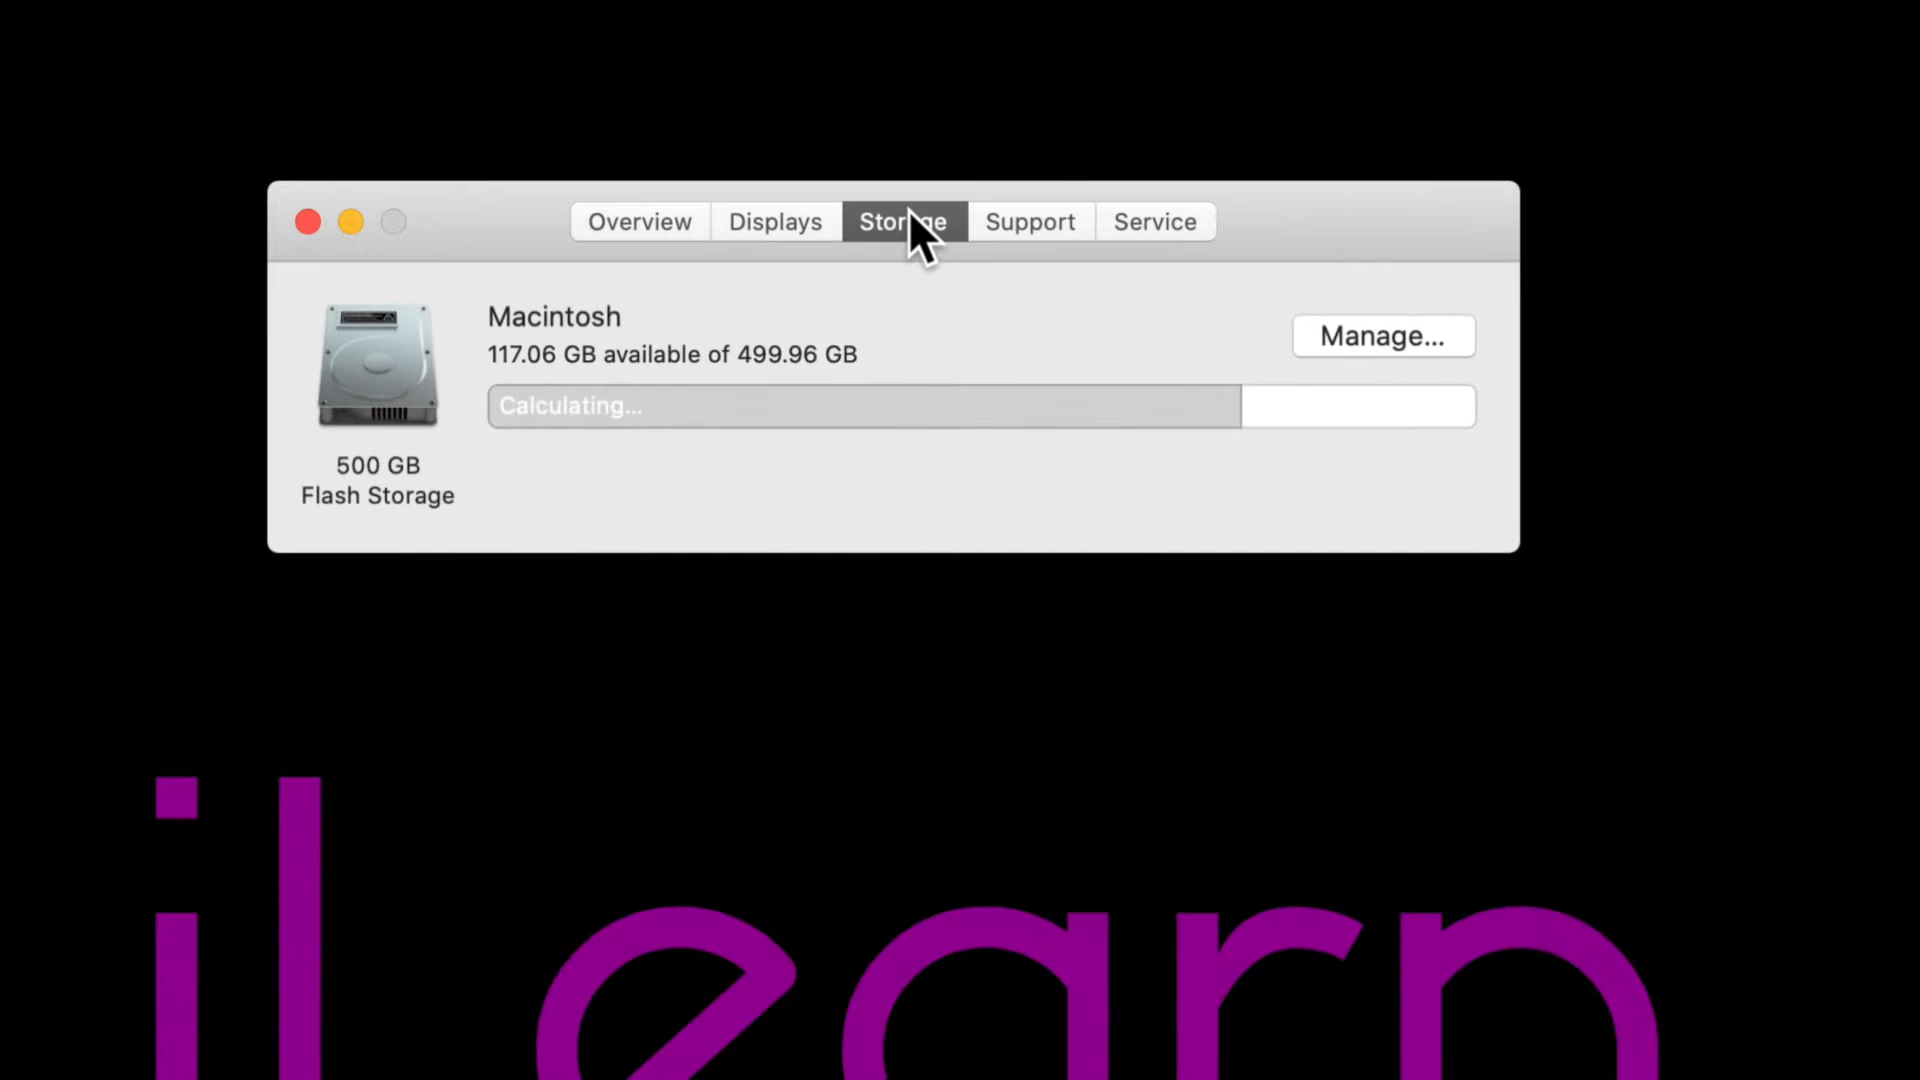 Overview Displays Storage Support Service
Macintosh
117.06 GB available of 499.96 GB
Manage...
Calculating...
500 GB
Flash Storage
iLearn